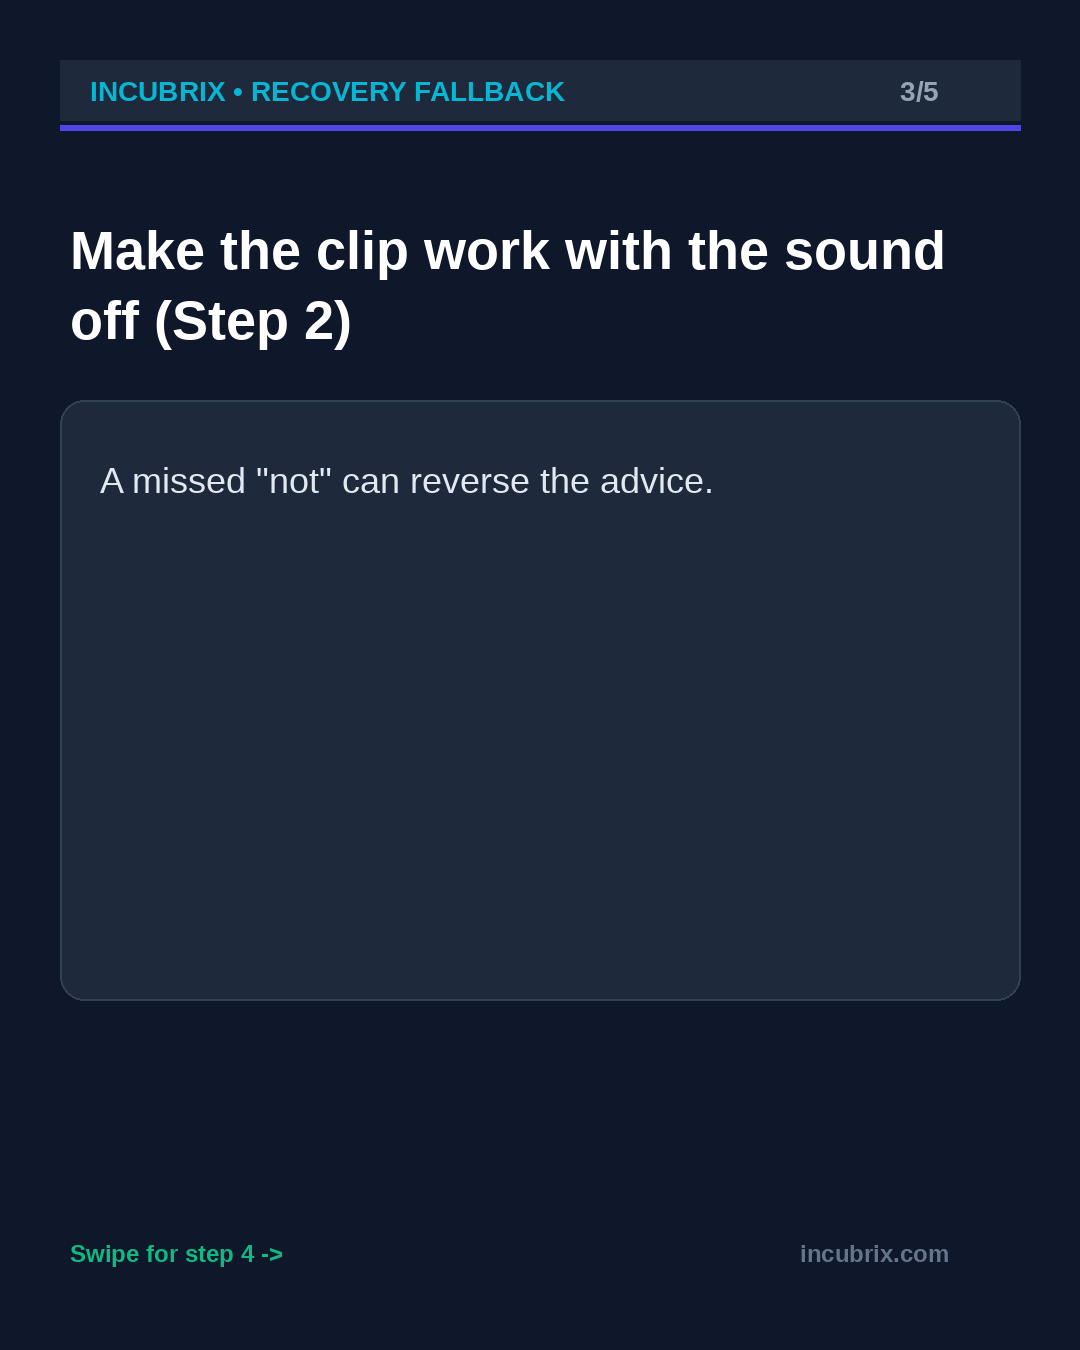 INCUBRIX • RECOVERY FALLBACK 3/5
Make the clip work with the sound
off (Step 2)
A missed "not" can reverse the advice.
Swipe for step 4 -> incubrix.com